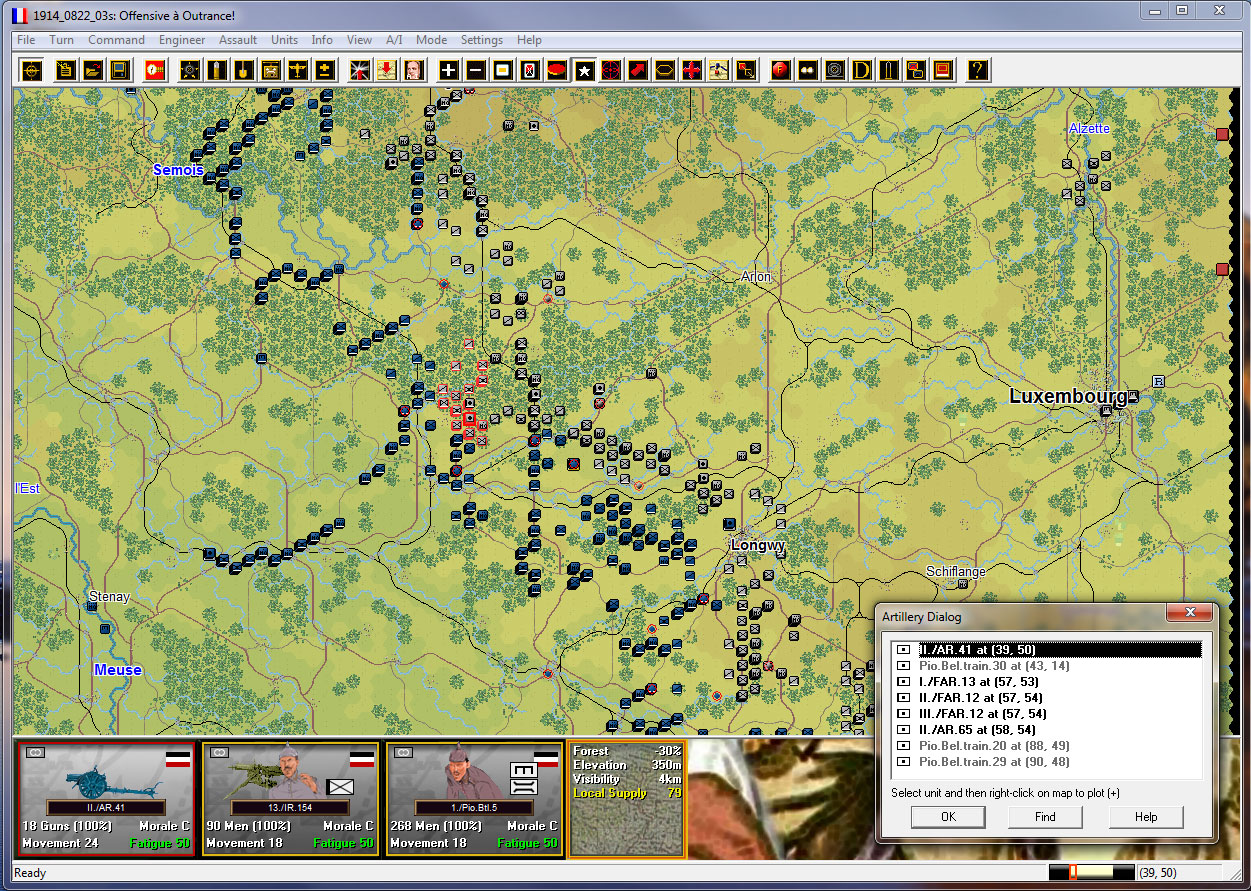 1914_0822_03s: Offensive à Outrance!
File Turn Command Engineer Assault Units Info View A/I Mode Settings Help
Alzette
Semois
Arlon
Luxembourg
l'Est
Longwy
Schiflange
Stenay
Meuse
Artillery Dialog
II./AR.41 at (39, 50)
Pio.Bel.train.30 at (43, 14)
I./FAR.13 at (57, 53)
II./FAR.12 at (57, 54)
III./FAR.12 at (57, 54)
II./AR.65 at (58, 54)
Pio.Bel.train.20 at (88, 49)
Pio.Bel.train.29 at (90, 48)
Select unit and then right-click on map to plot (+)
OK Find Help
II./AR.41
18 Guns (100%) Morale C
Movement 24 Fatigue 50
13./IR.154
90 Men (100%) Morale C
Movement 18 Fatigue 50
1./Pio.Btl.5
268 Men (100%) Morale C
Movement 18 Fatigue 50
Forest -30%
Elevation 350m
Visibility 4km
Local Supply 79
Ready
(39, 50)